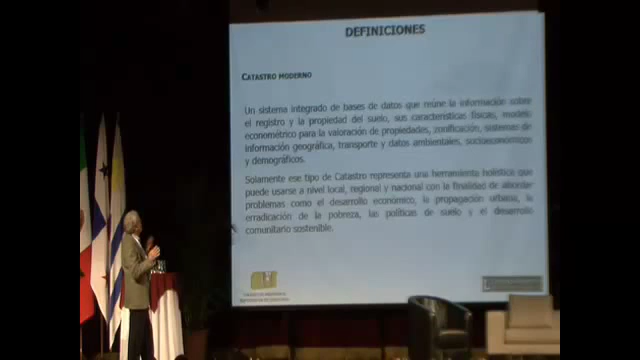 DEFINICIONES
CATASTRO MODERNO
Un sistema integrado de bases de datos que reúne la información sobre
el registro y la propiedad del suelo, sus características físicas, modelo
econométrico para la valoración de propiedades, zonificación, sistemas de
información geográfica, transporte y datos ambientales, socioeconómicos
y demográficos.
Solamente ese tipo de Catastro representa una herramienta holística que
puede usarse a nivel local, regional y nacional con la finalidad de abordar
problemas como el desarrollo económico, la propagación urbana, la
erradicación de la pobreza, las políticas de suelo y el desarrollo
comunitario sostenible.